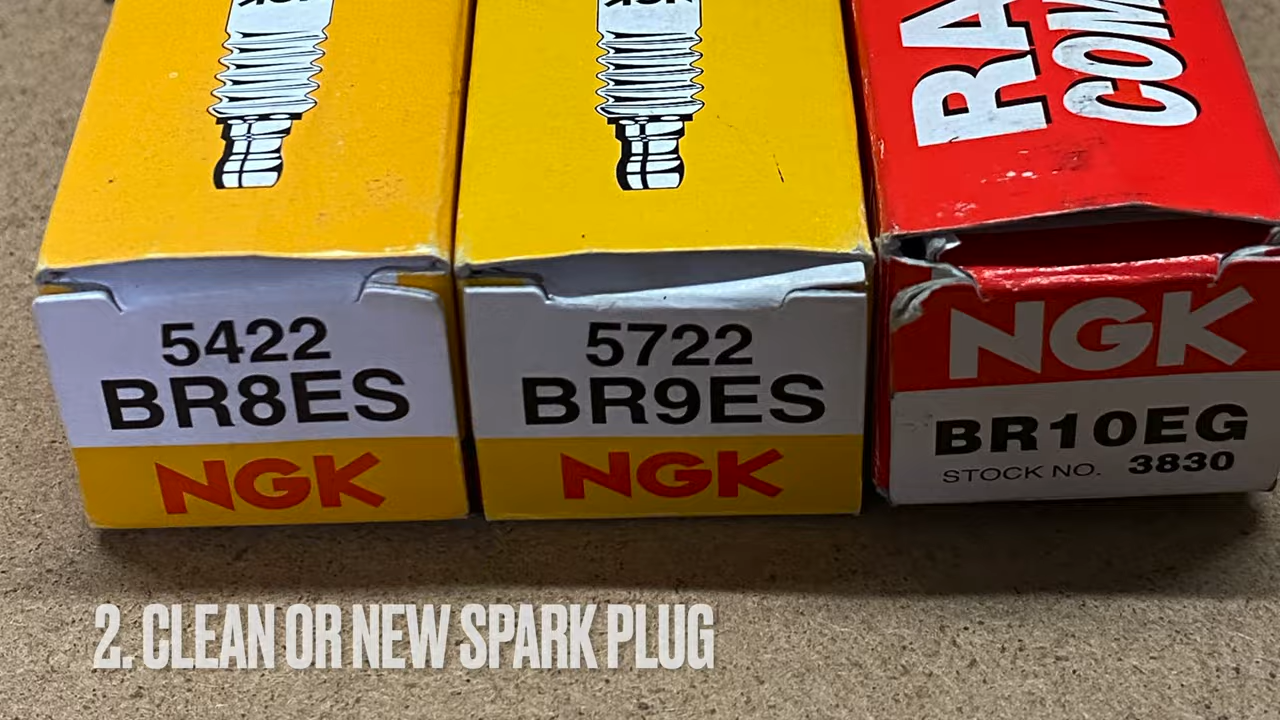 5422
BR8ES
NGK
5722
BR9ES
NGK
NGK
BR10EG
STOCK NO. 3830
2. CLEAN OR NEW SPARK PLUG